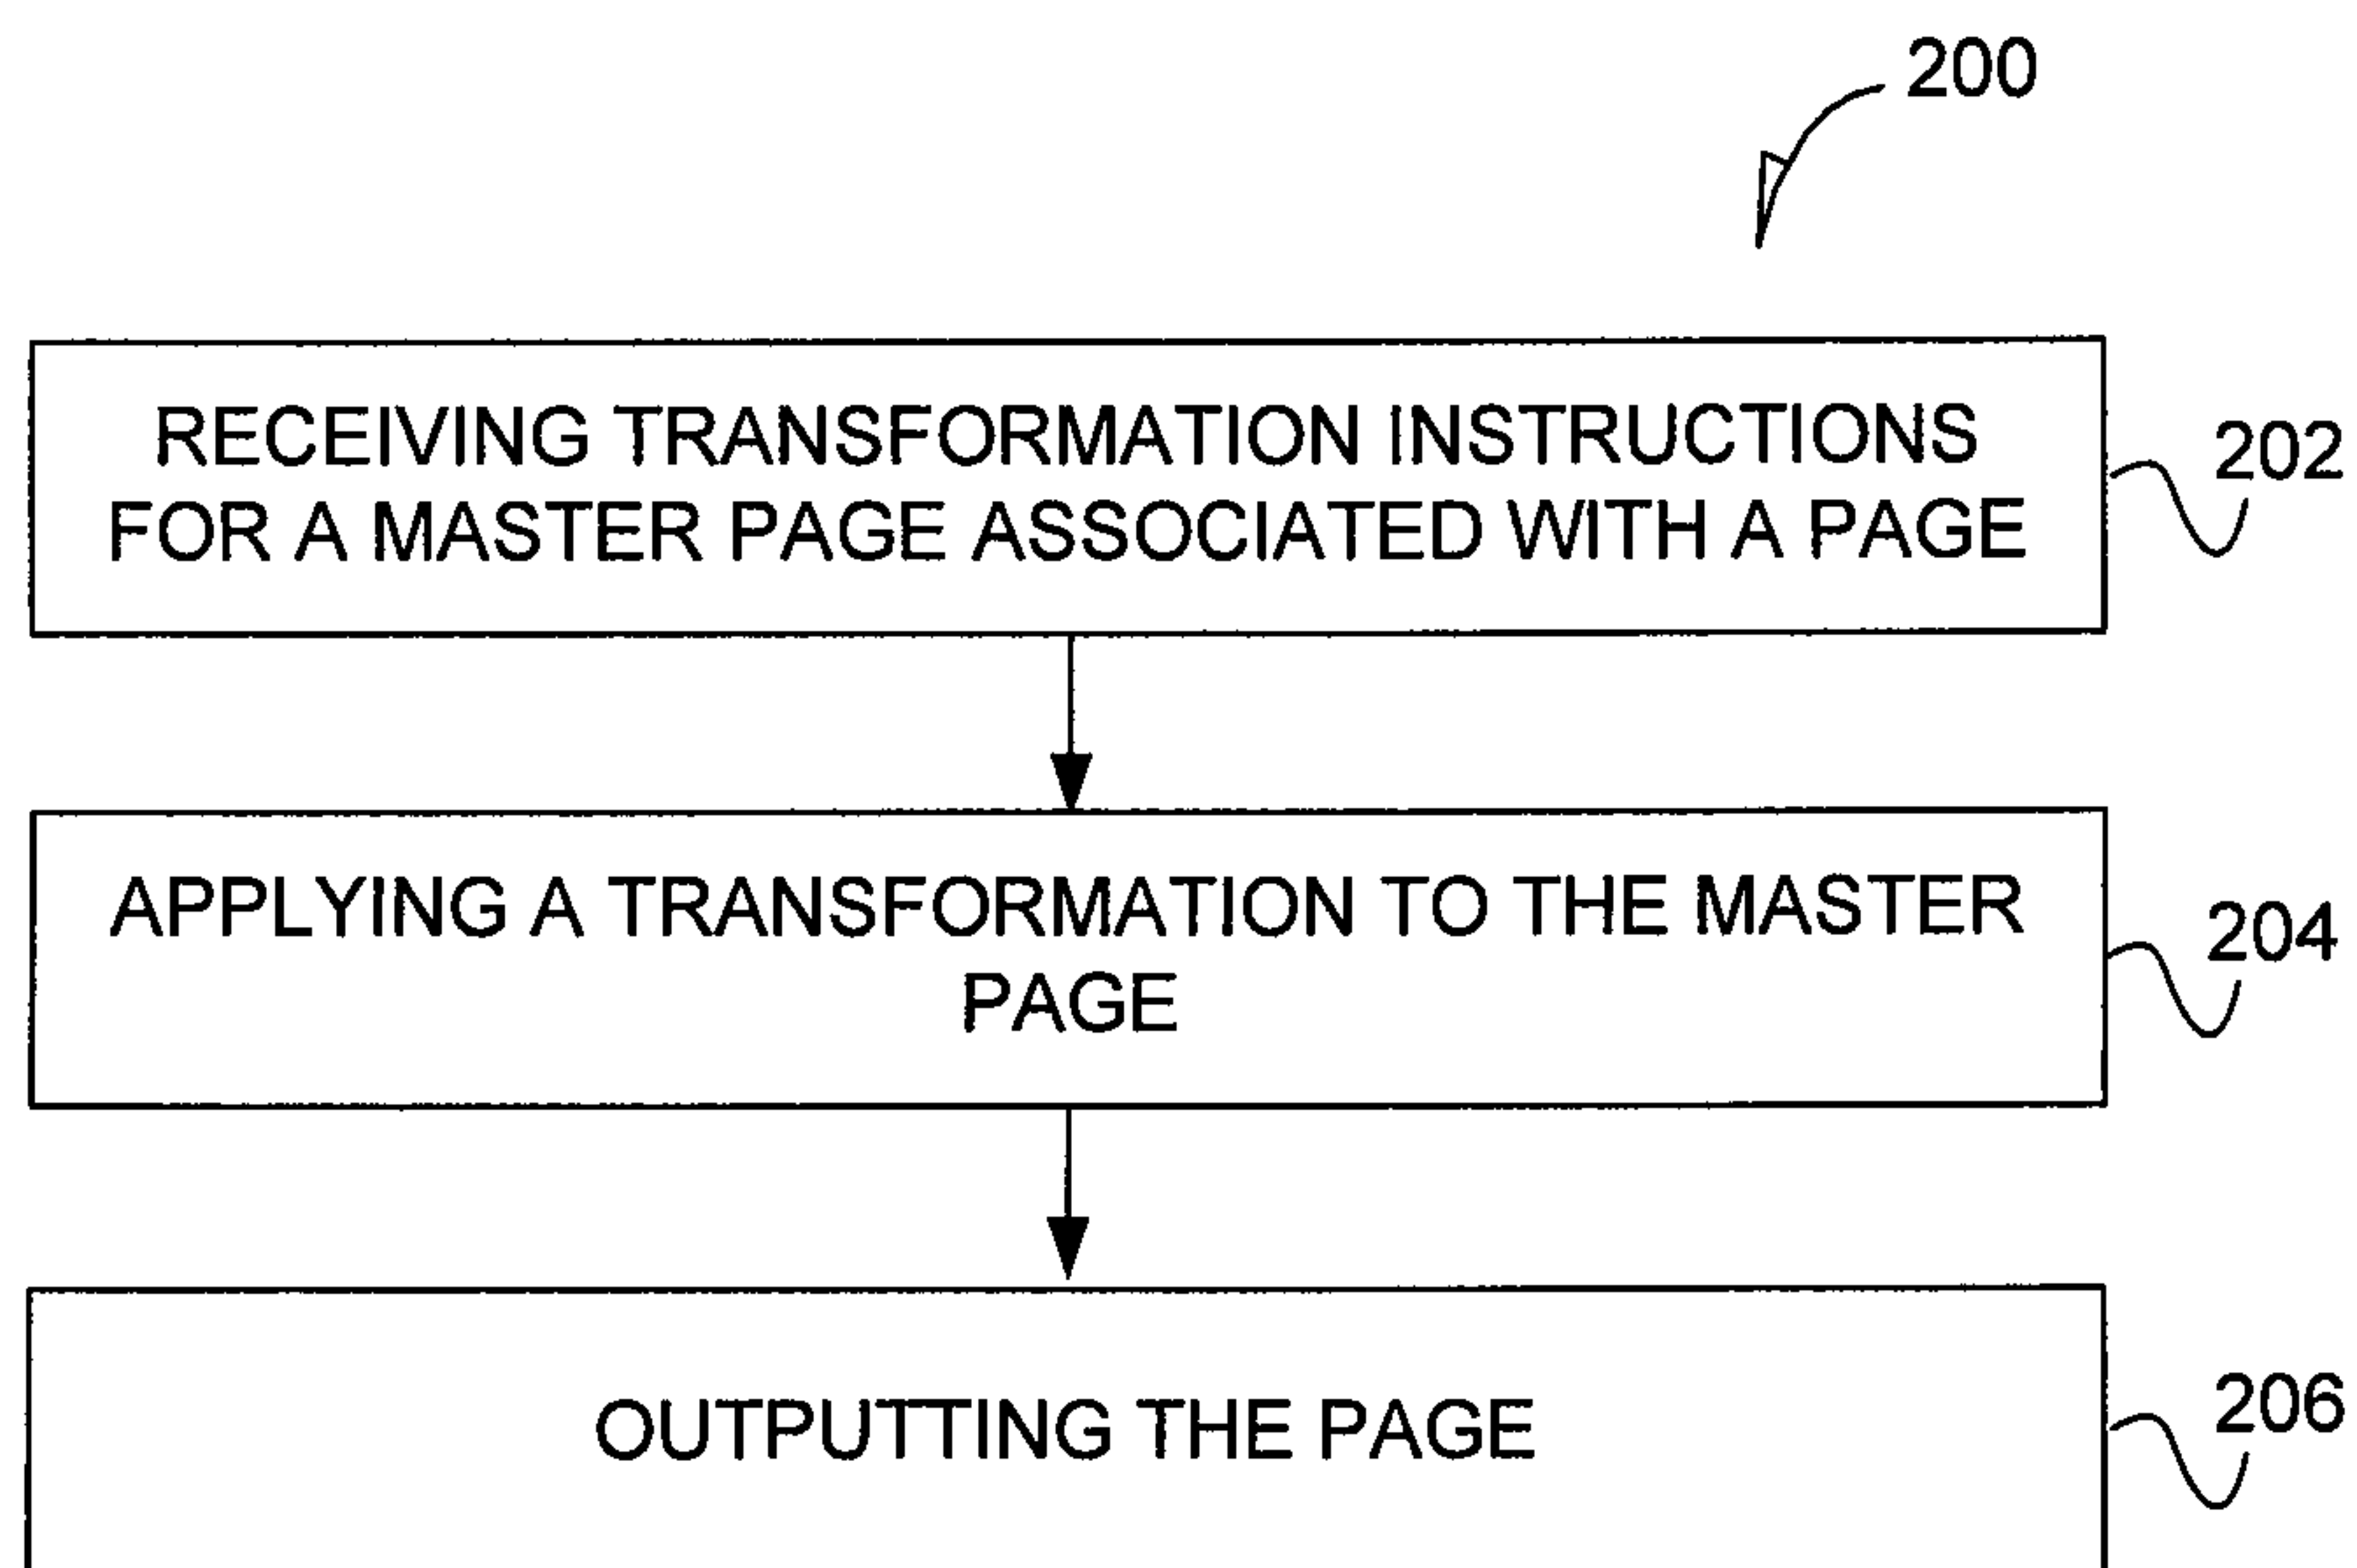 200
RECEIVING TRANSFORMATION INSTRUCTIONS
FOR A MASTER PAGE ASSOCIATED WITH A PAGE
202
APPLYING A TRANSFORMATION TO THE MASTER
PAGE
204
OUTPUTTING THE PAGE
206